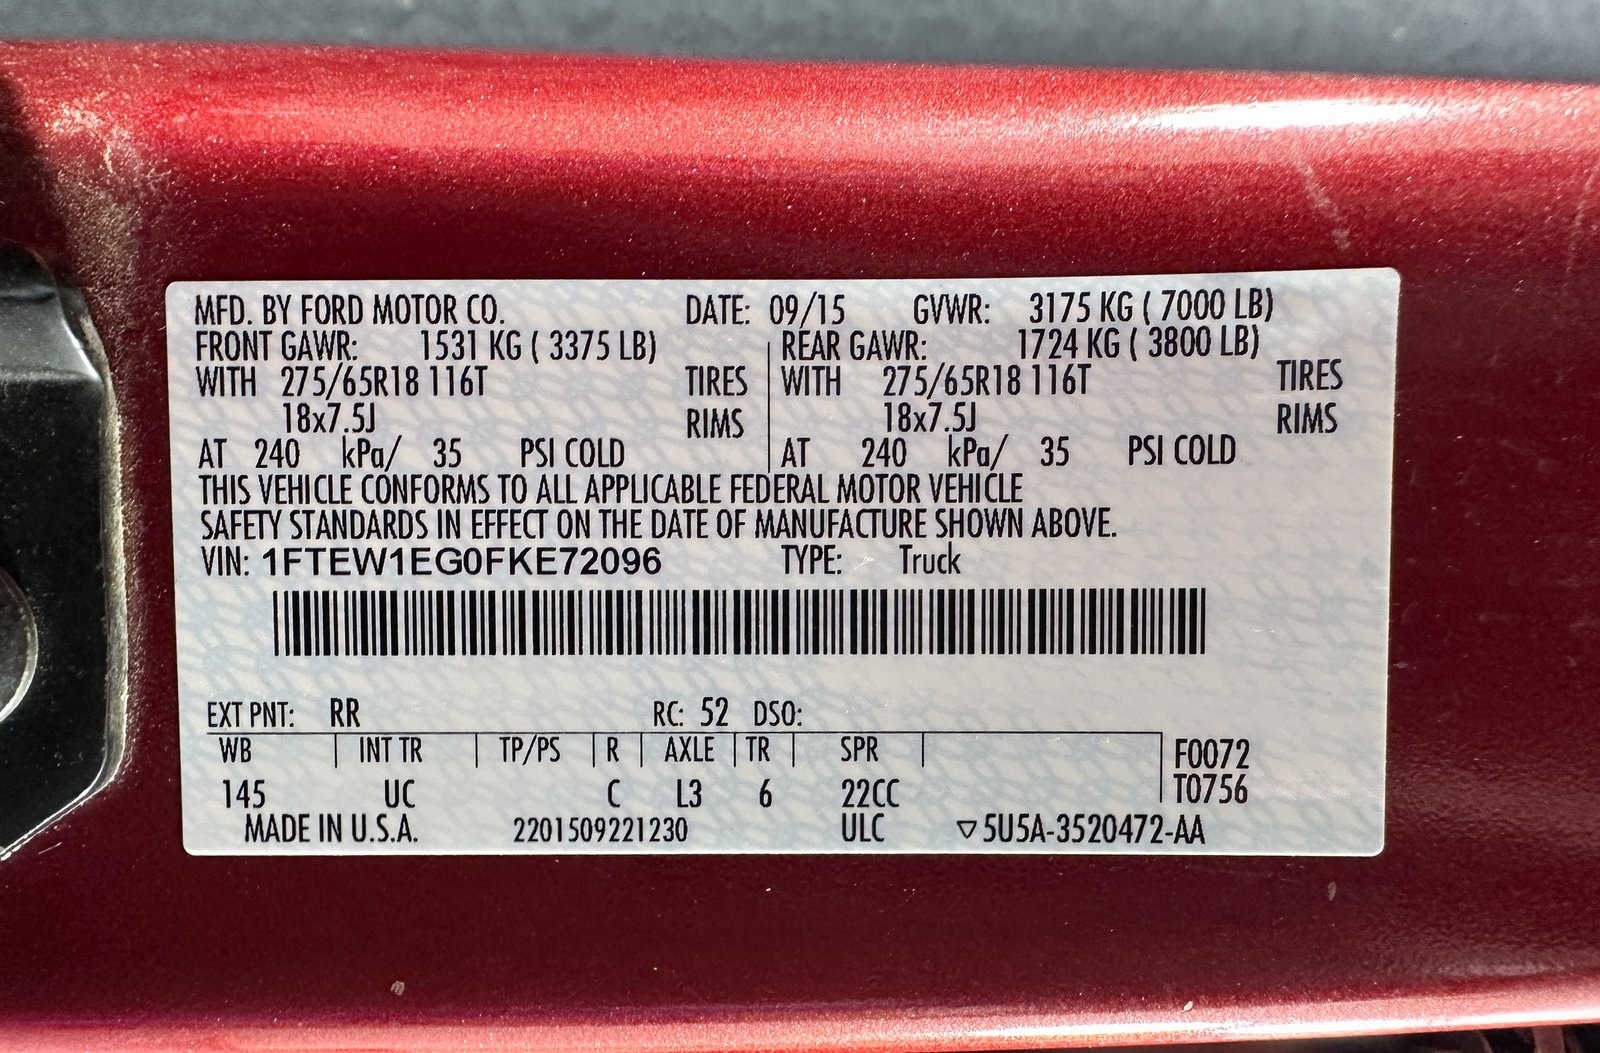 MFD. BY FORD MOTOR CO. DATE: 09/15 GVWR: 3175 KG ( 7000 LB)
FRONT GAWR: 1531 KG ( 3375 LB) REAR GAWR: 1724 KG ( 3800 LB)
WITH 275/65R18 116T TIRES WITH 275/65R18 116T TIRES
18x7.5J RIMS 18x7.5J RIMS
AT 240 kPa/ 35 PSI COLD AT 240 kPa/ 35 PSI COLD
THIS VEHICLE CONFORMS TO ALL APPLICABLE FEDERAL MOTOR VEHICLE
SAFETY STANDARDS IN EFFECT ON THE DATE OF MANUFACTURE SHOWN ABOVE.
VIN: 1FTEW1EG0FKE72096 TYPE: Truck
EXT PNT: RR RC: 52 DSO:
WB INT TR TP/PS R AXLE TR SPR F0072
145 UC C L3 6 22CC T0756
MADE IN U.S.A. 2201509221230 ULC ▽5U5A-3520472-AA